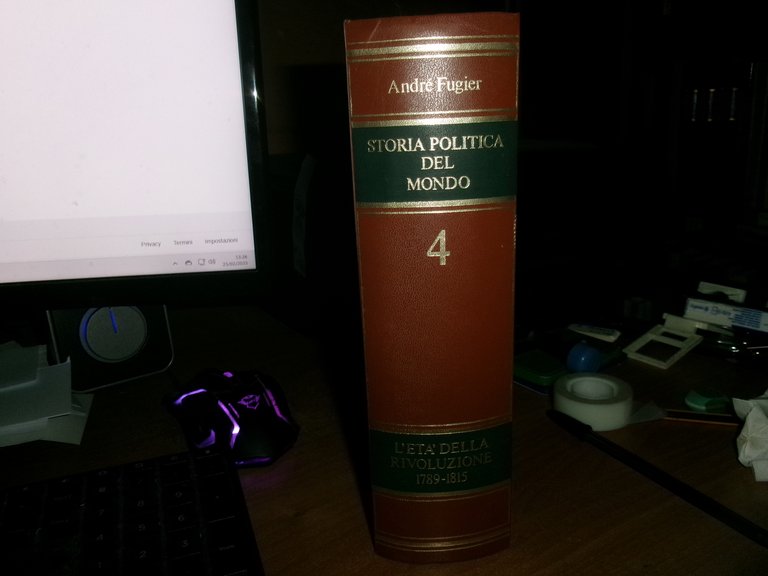 André Fugier
STORIA POLITICA
DEL
MONDO
4
L'ETA' DELLA
RIVOLUZIONE
1789-1815
Privacy Termini Impostazioni